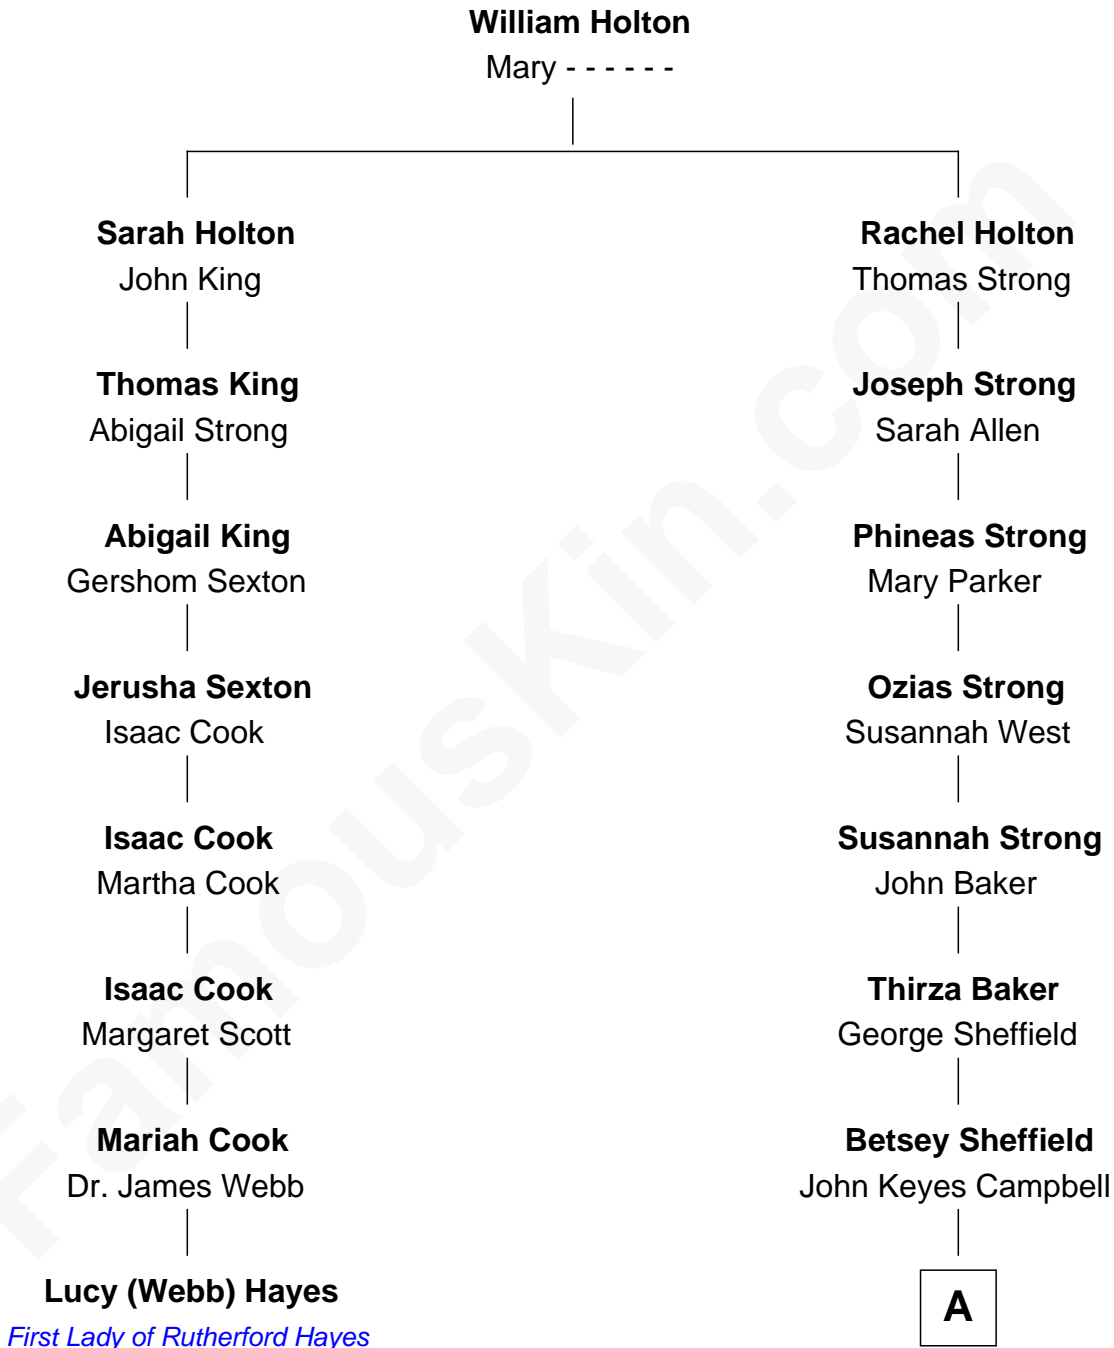 William Holton
Mary - - - - - -
Sarah Holton
John King
Rachel Holton
Thomas Strong
Thomas King
Abigail Strong
Joseph Strong
Sarah Allen
Abigail King
Gershom Sexton
Phineas Strong
Mary Parker
Jerusha Sexton
Isaac Cook
Ozias Strong
Susannah West
Isaac Cook
Martha Cook
Susannah Strong
John Baker
Isaac Cook
Margaret Scott
Thirza Baker
George Sheffield
Mariah Cook
Dr. James Webb
Betsey Sheffield
John Keyes Campbell
Lucy (Webb) Hayes
First Lady of Rutherford Hayes
A
FamousKin.com